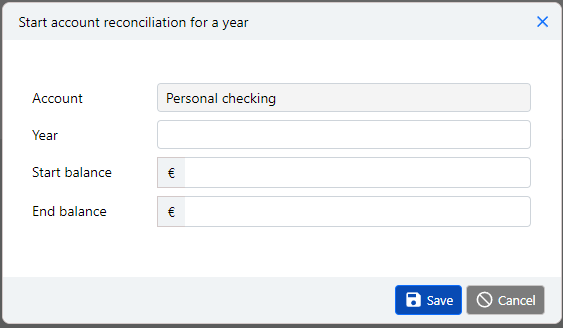 Start account reconciliation for a year
Account Personal checking
Year
Start balance €
End balance €
Save Cancel